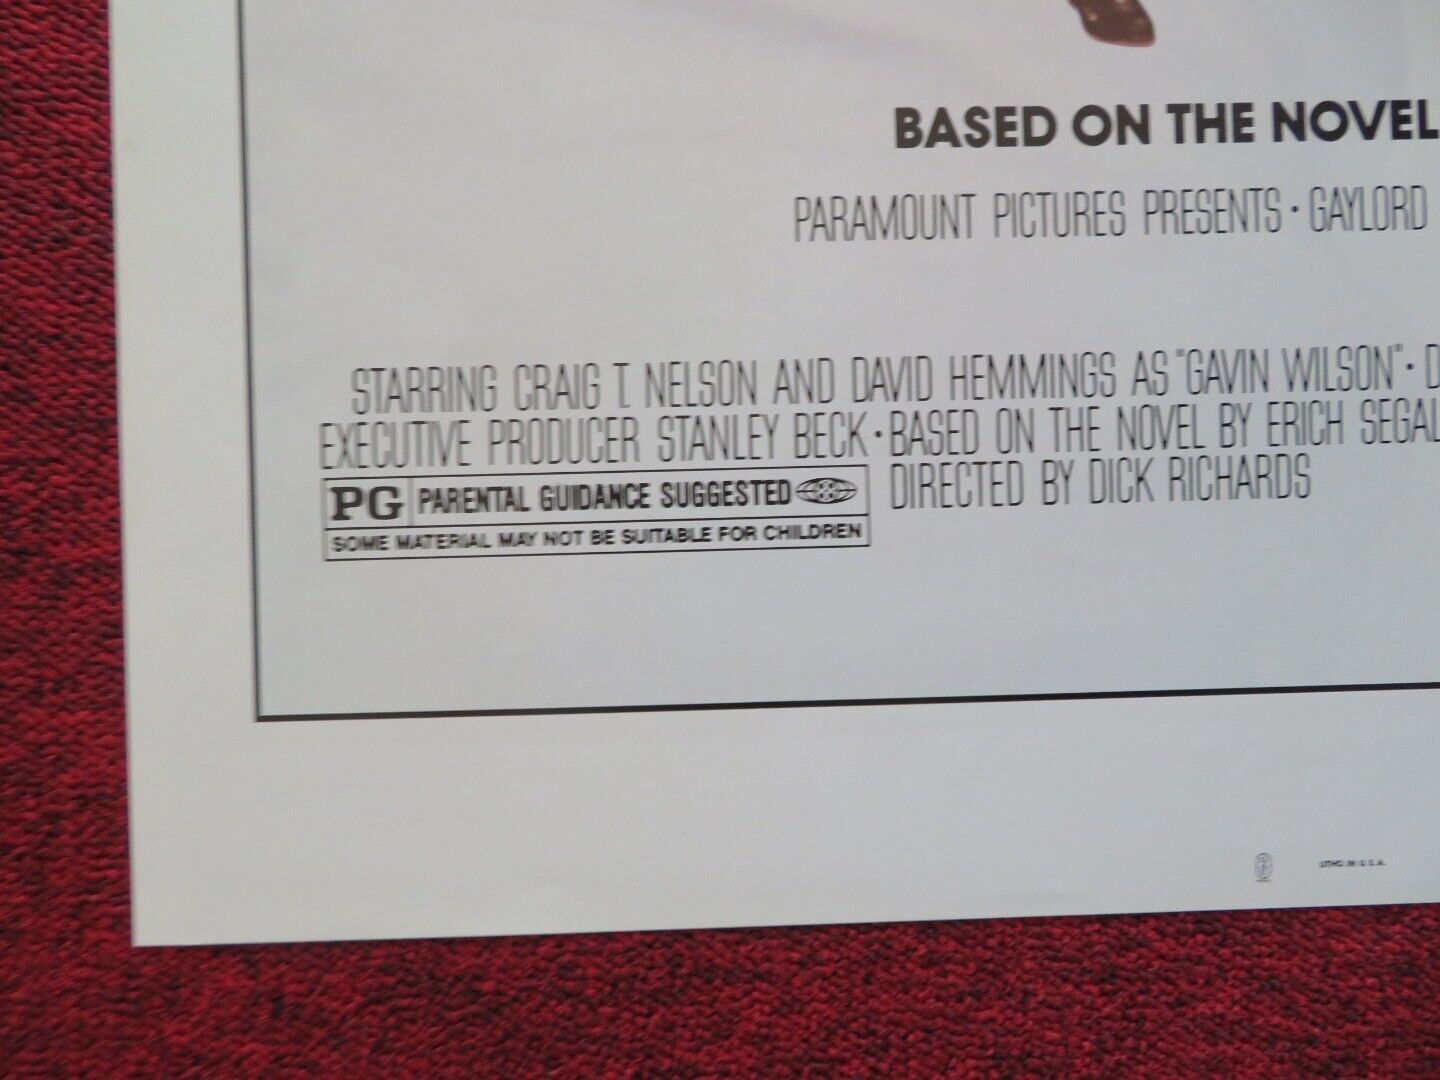 BASED ON THE NOVEL
PARAMOUNT PICTURES PRESENTS · GAYLORD
STARRING CRAIG T. NELSON AND DAVID HEMMINGS AS "GAVIN WILSON" · D
EXECUTIVE PRODUCER STANLEY BECK · BASED ON THE NOVEL BY ERICH SEGAL
DIRECTED BY DICK RICHARDS
PG PARENTAL GUIDANCE SUGGESTED
SOME MATERIAL MAY NOT BE SUITABLE FOR CHILDREN
LITHO. IN U.S.A.